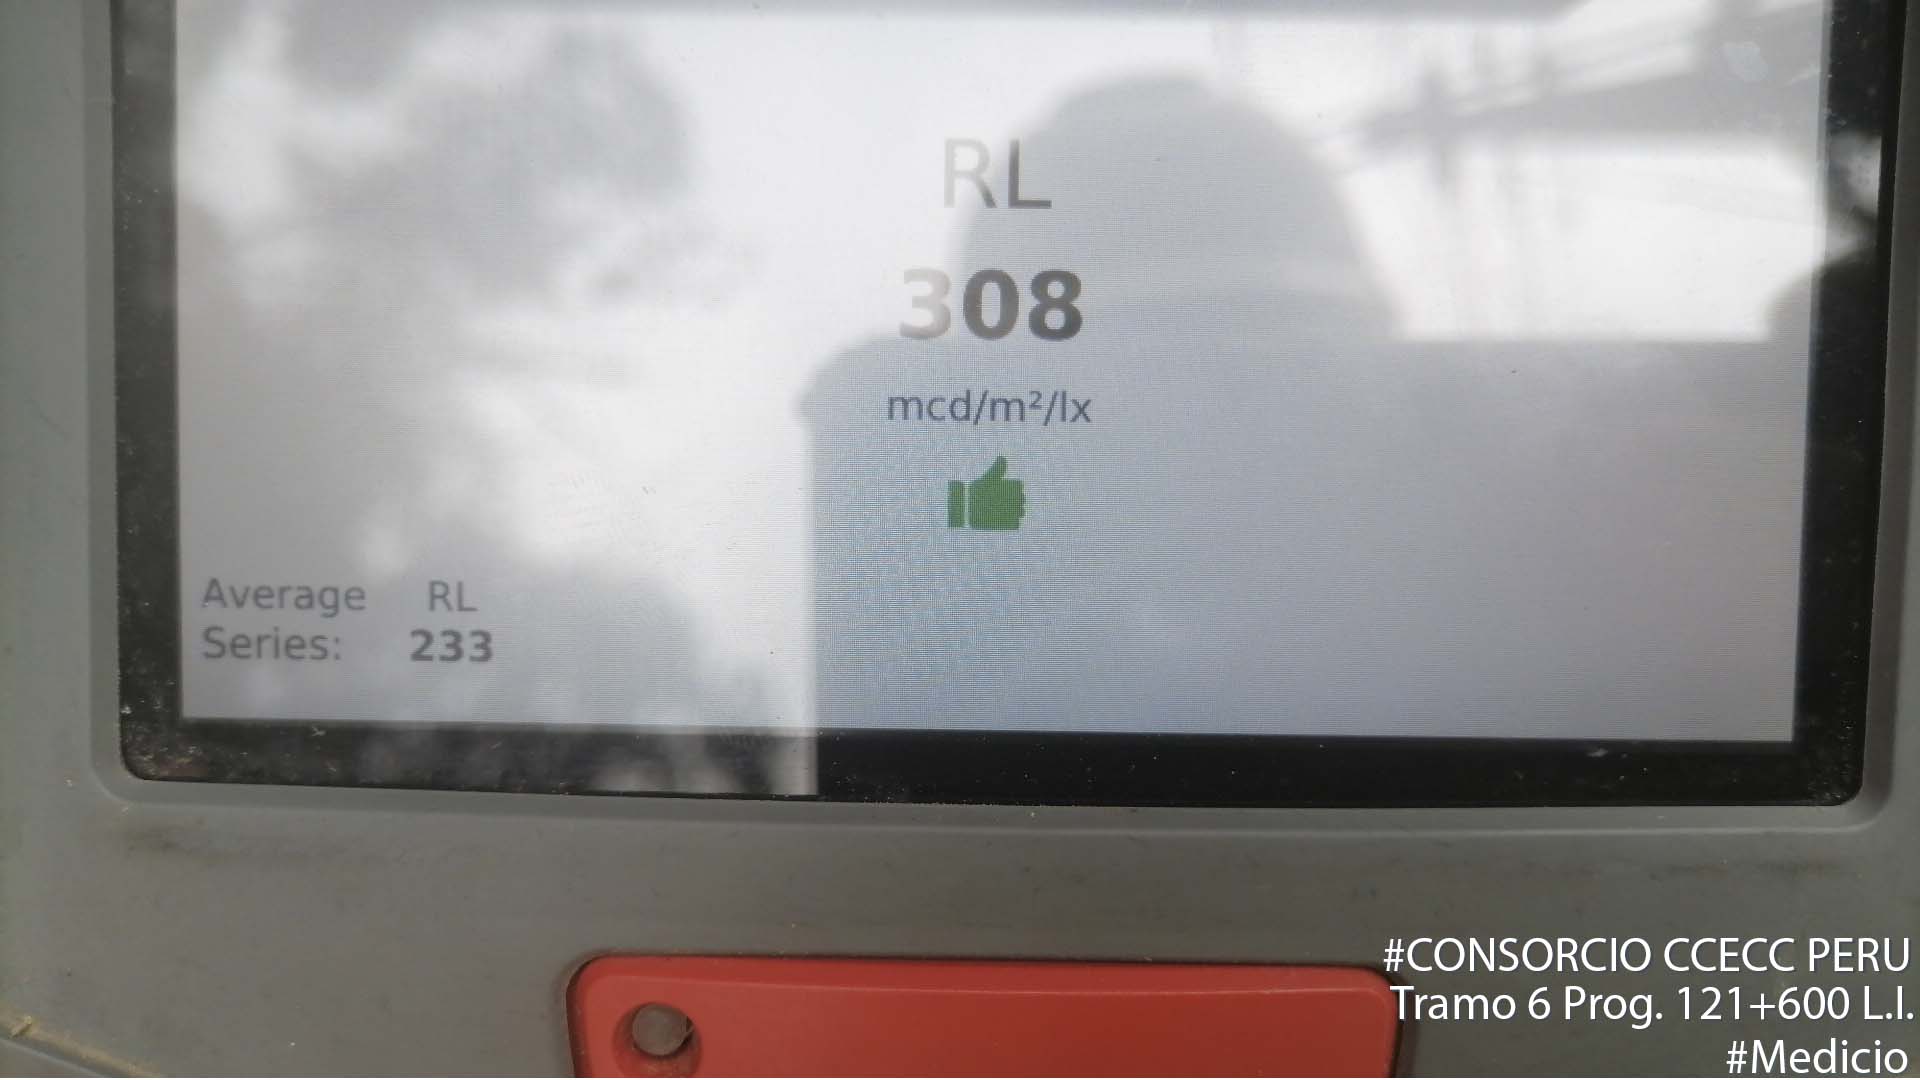 RL
308
mcd/m²/lx
Average RL
Series: 233
#CONSORCIO CCECC PERU
Tramo 6 Prog. 121+600 L.I.
#Medicio